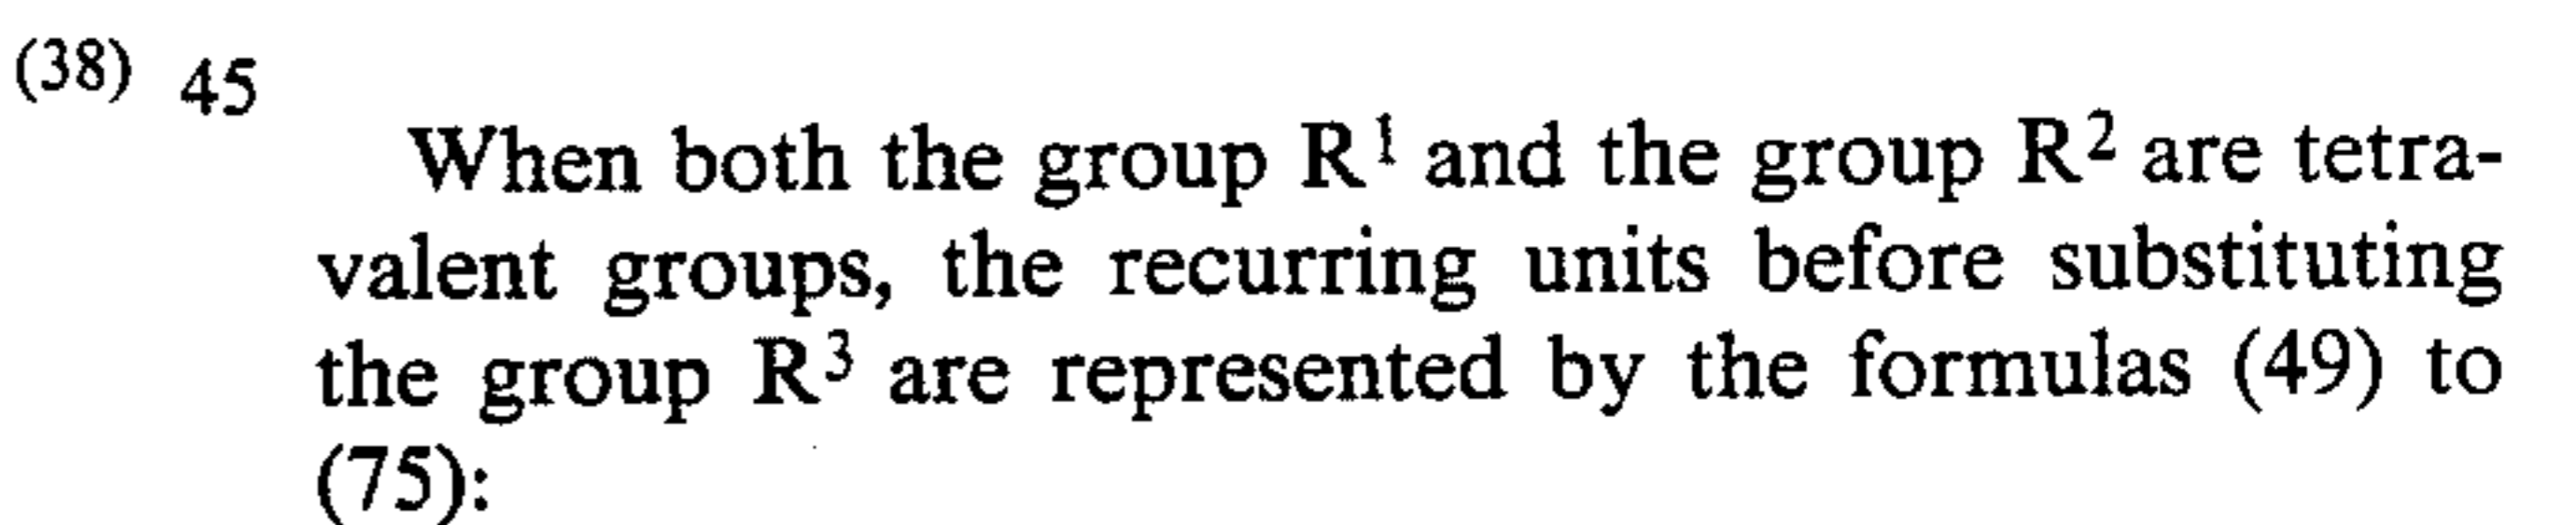 (38) 45
When both the group R¹ and the group R² are tetra-
valent groups, the recurring units before substituting
the group R³ are represented by the formulas (49) to
(75):